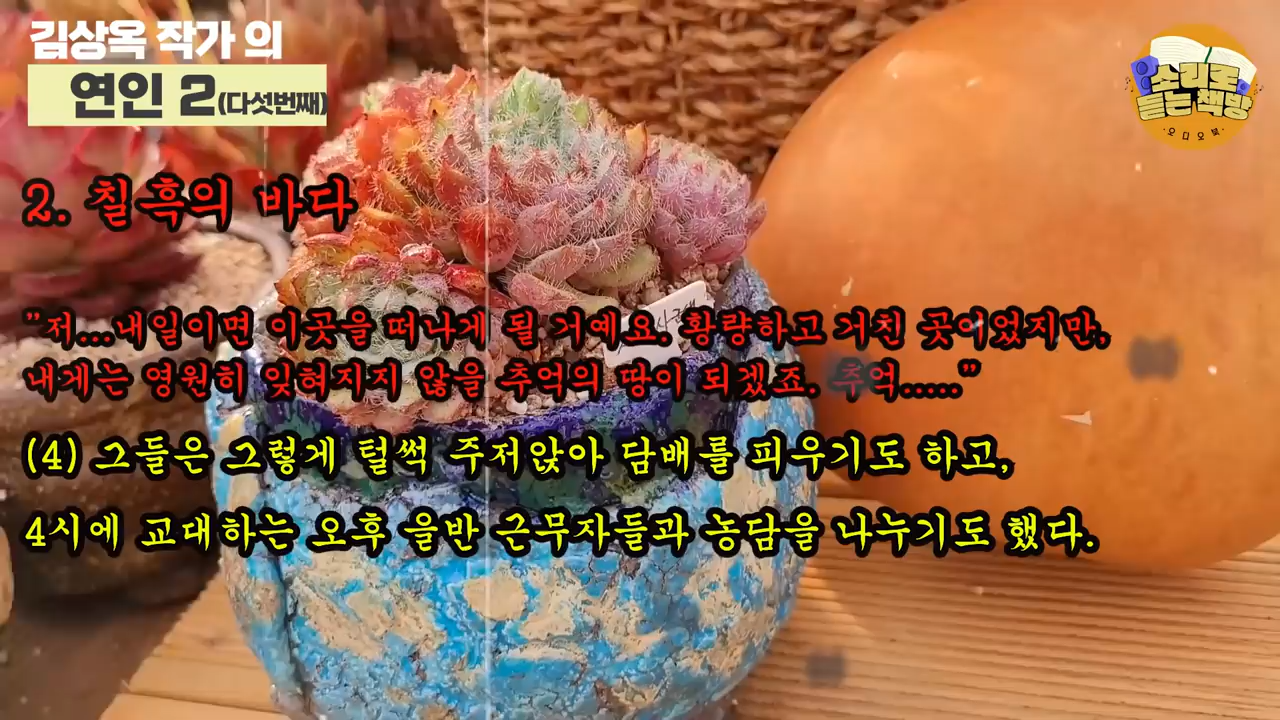 김상옥 작가 의
연인 2(다섯번째)
소리로
듣는 책방
·오디오북·
2. 칠흑의 바다
"저...내일이면 이곳을 떠나게 될 거예요. 황량하고 거친 곳이었지만,
내게는 영원히 잊혀지지 않을 추억의 땅이 되겠죠. 추억....."
(4) 그들은 그렇게 털썩 주저앉아 담배를 피우기도 하고,
4시에 교대하는 오후 을반 근무자들과 농담을 나누기도 했다.